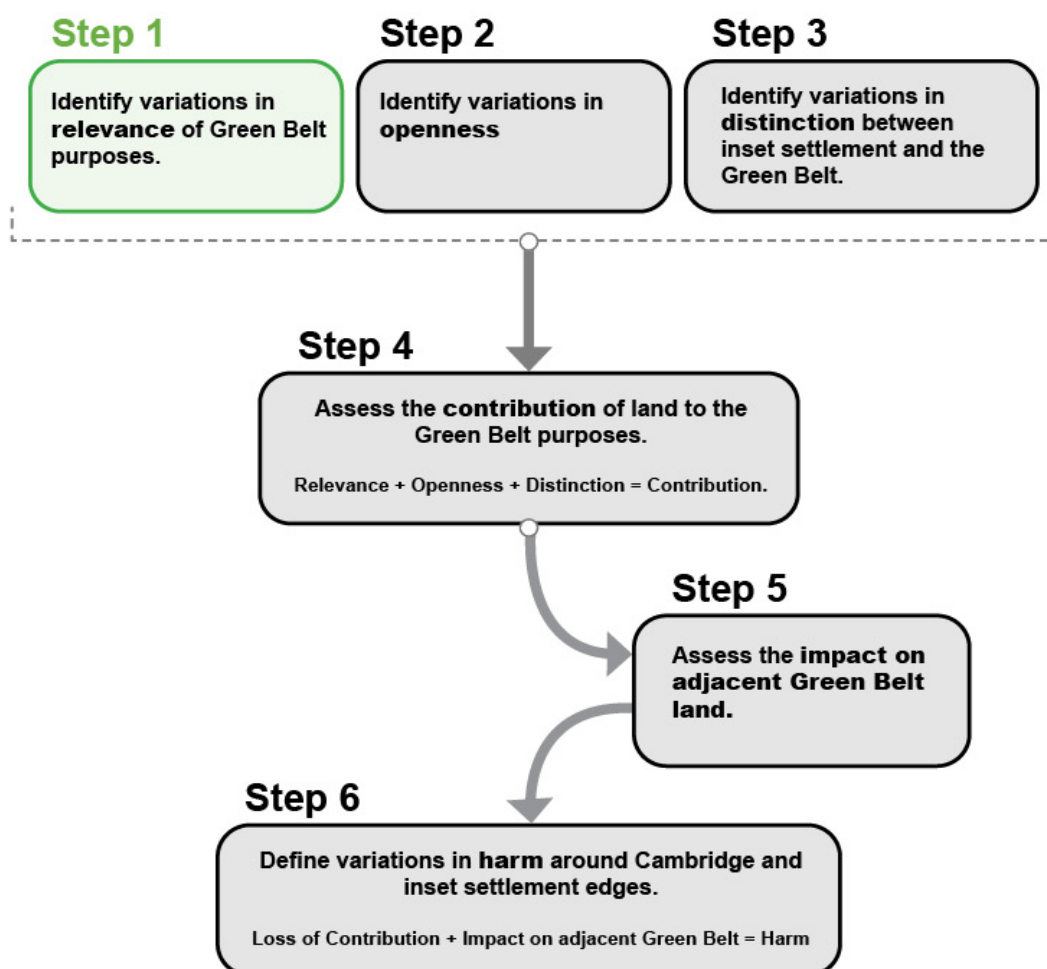 Step 1
Identify variations in
relevance of Green Belt
purposes.
Step 2
Identify variations in
openness
Step 3
Identify variations in
distinction between
inset settlement and the
Green Belt.
Step 4
Assess the contribution of land to the
Green Belt purposes.
Relevance + Openness + Distinction = Contribution.
Step 5
Assess the impact on
adjacent Green Belt
land.
Step 6
Define variations in harm around Cambridge and
inset settlement edges.
Loss of Contribution + Impact on adjacent Green Belt = Harm